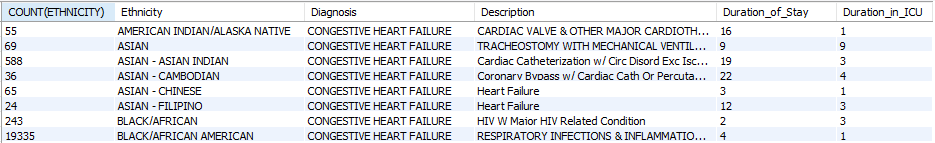 COUNT(ETHNICITY) Ethnicity Diagnosis Description Duration_of_Stay Duration_in_ICU
55 AMERICAN INDIAN/ALASKA NATIVE CONGESTIVE HEART FAILURE CARDIAC VALVE & OTHER MAJOR CARDIOTH... 16 1
69 ASIAN CONGESTIVE HEART FAILURE TRACHEOSTOMY WITH MECHANICAL VENTIL... 9 9
588 ASIAN - ASIAN INDIAN CONGESTIVE HEART FAILURE Cardiac Catheterization w/ Circ Disord Exc Isc... 19 3
36 ASIAN - CAMBODIAN CONGESTIVE HEART FAILURE Coronary Bypass w/ Cardiac Cath Or Percuta... 22 4
65 ASIAN - CHINESE CONGESTIVE HEART FAILURE Heart Failure 3 1
24 ASIAN - FILIPINO CONGESTIVE HEART FAILURE Heart Failure 12 3
243 BLACK/AFRICAN CONGESTIVE HEART FAILURE HIV W Major HIV Related Condition 2 3
19335 BLACK/AFRICAN AMERICAN CONGESTIVE HEART FAILURE RESPIRATORY INFECTIONS & INFLAMMATIO... 4 1